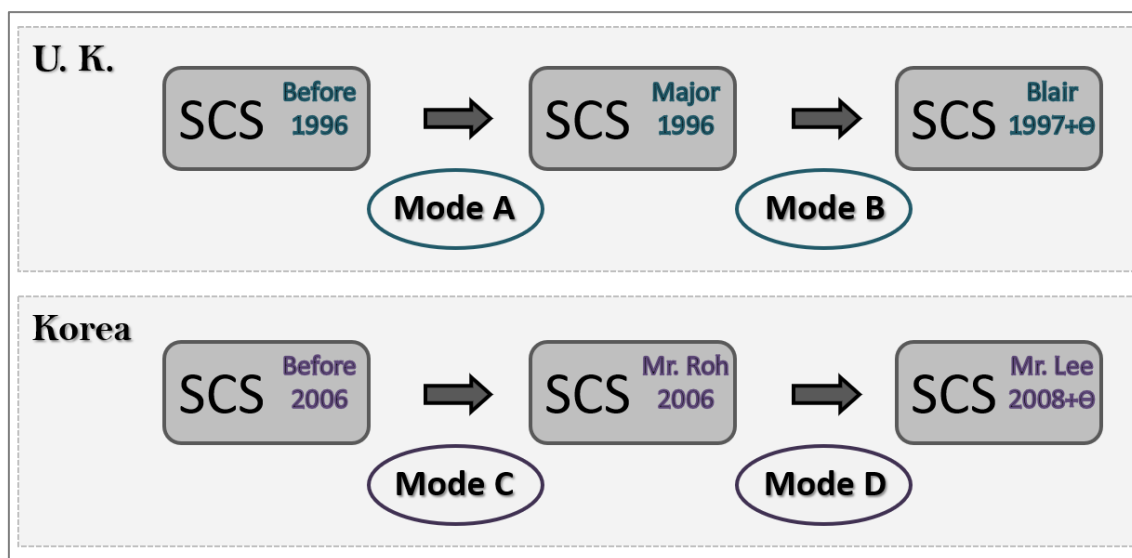 U. K.
SCS Before 1996
SCS Major 1996
SCS Blair 1997+Θ
Mode A
Mode B
Korea
SCS Before 2006
SCS Mr. Roh 2006
SCS Mr. Lee 2008+Θ
Mode C
Mode D